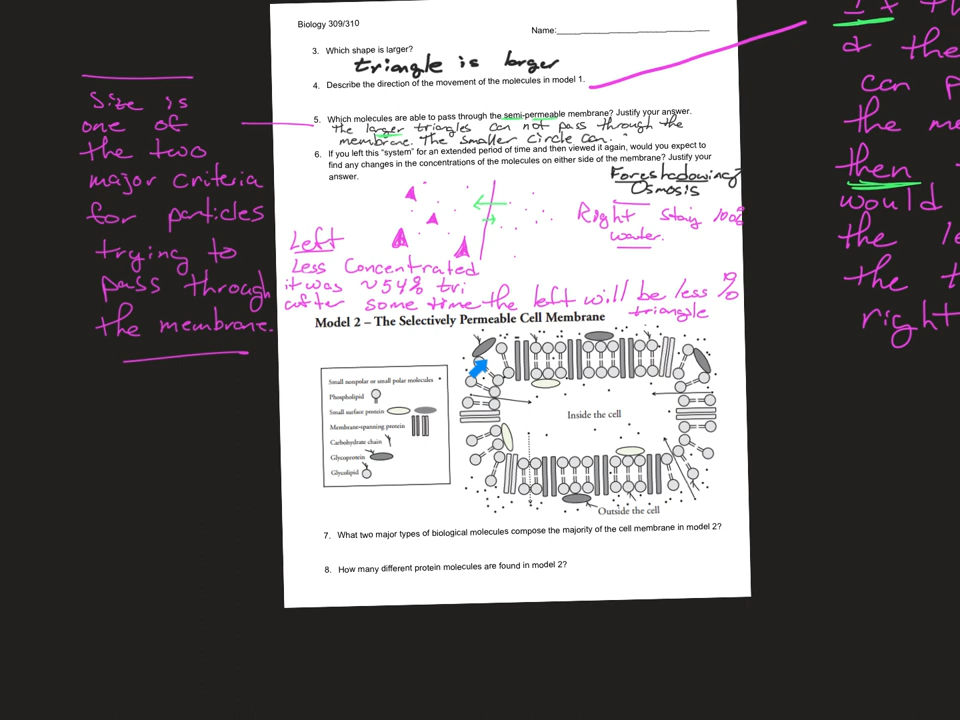 Biology 309/310
Name:
3. Which shape is larger?
triangle is larger
4. Describe the direction of the movement of the molecules in model 1.
5. Which molecules are able to pass through the semi-permeable membrane? Justify your answer.
The larger triangles can not pass through the
membrane. The smaller circle can.
6. If you left this "system" for an extended period of time and then viewed it again, would you expect to
find any changes in the concentrations of the molecules on either side of the membrane? Justify your
answer.
Foreshadowing
Osmosis
Right stay 100%
water.
Left
Less Concentrated
it was ~54% tri
after some time the left will be less %
triangle
Size is
one of
the two
major criteria
for particles
trying to
pass through
the membrane.
& the
can
the
then
would
the
the
right
Model 2 – The Selectively Permeable Cell Membrane
Small nonpolar or small polar molecules
Phospholipid
Small surface protein
Membrane-spanning protein
Carbohydrate chain
Glycoprotein
Glycolipid
Inside the cell
Outside the cell
7. What two major types of biological molecules compose the majority of the cell membrane in model 2?
8. How many different protein molecules are found in model 2?